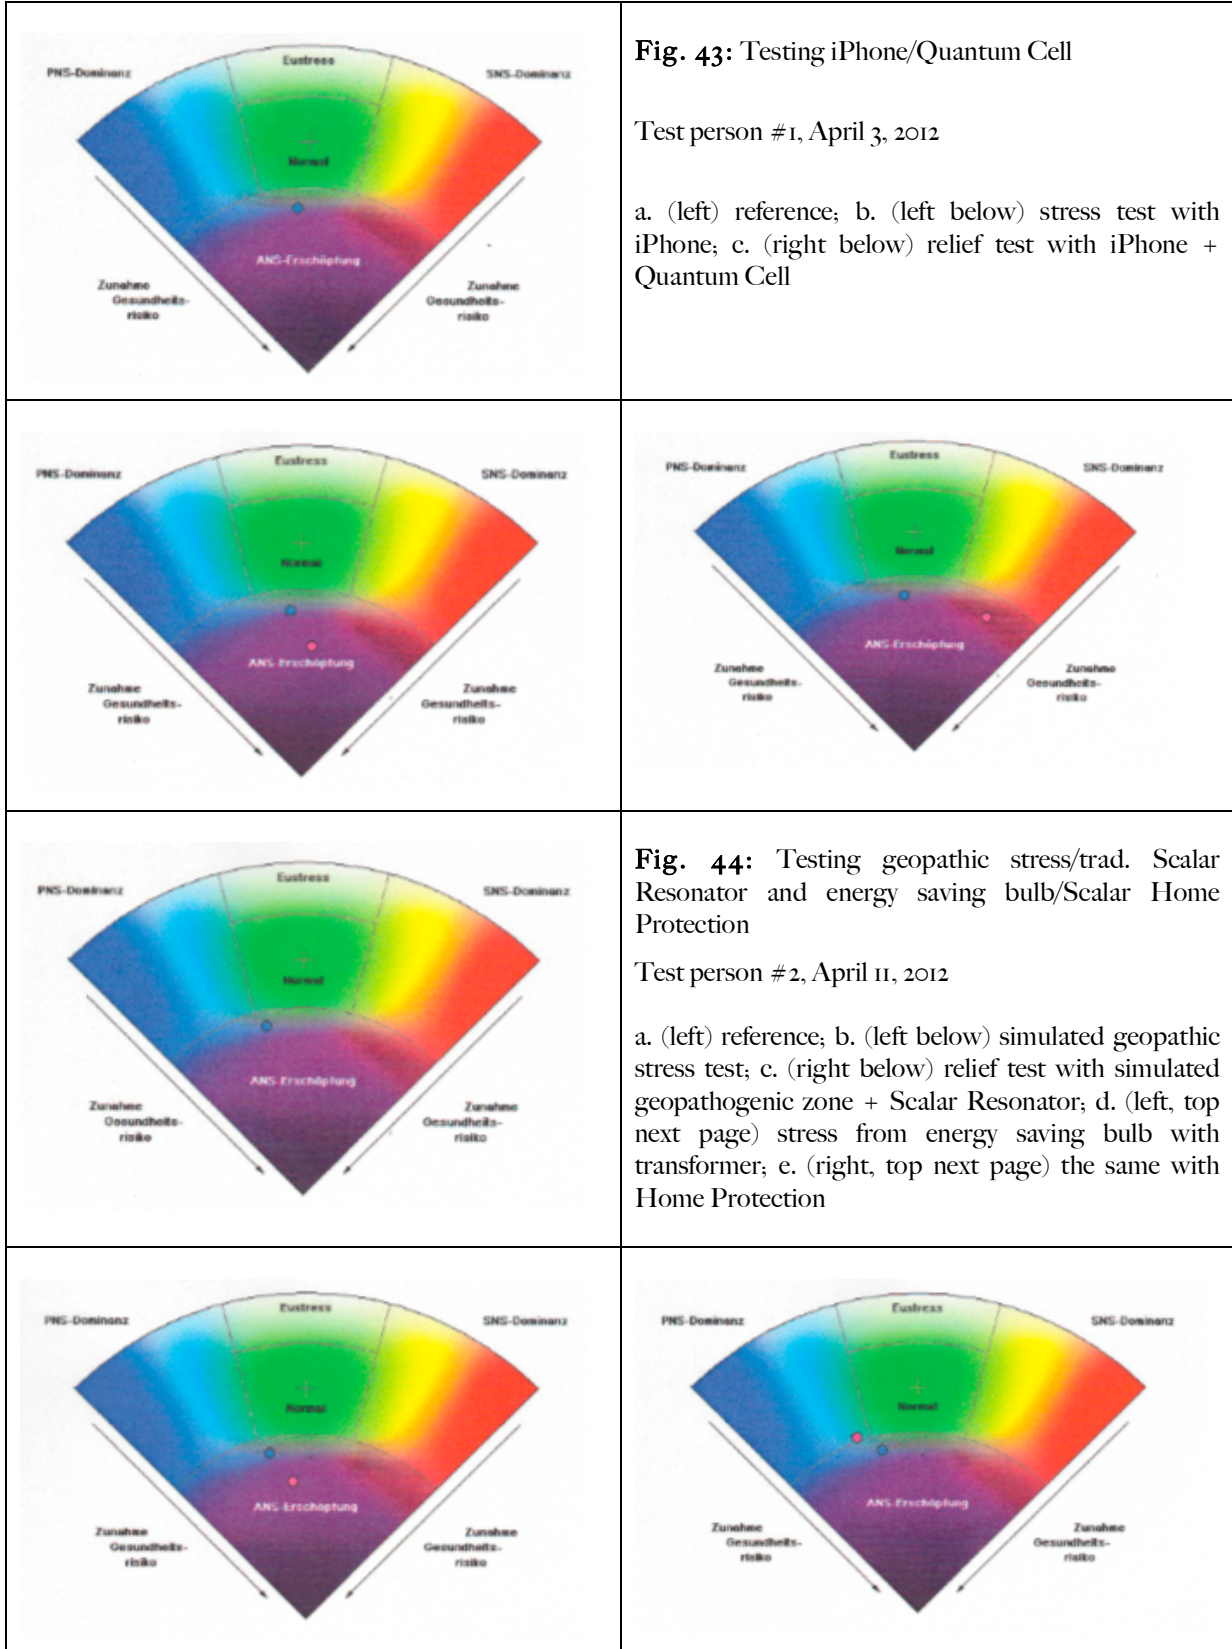 PNS-Dominanz
Eustress
SNS-Dominanz
Normal
ANS-Erschöpfung
Zunahme
Gesundheits-
risiko
Zunahme
Gesundheits-
risiko
Fig. 43: Testing iPhone/Quantum Cell
Test person #1, April 3, 2012
a. (left) reference; b. (left below) stress test with
iPhone; c. (right below) relief test with iPhone +
Quantum Cell
PNS-Dominanz
Eustress
SNS-Dominanz
Normal
ANS-Erschöpfung
Zunahme
Gesundheits-
risiko
Zunahme
Gesundheits-
risiko
PNS-Dominanz
Eustress
SNS-Dominanz
Normal
ANS-Erschöpfung
Zunahme
Gesundheits-
risiko
Zunahme
Gesundheits-
risiko
PNS-Dominanz
Eustress
SNS-Dominanz
Normal
ANS-Erschöpfung
Zunahme
Gesundheits-
risiko
Zunahme
Gesundheits-
risiko
Fig. 44: Testing geopathic stress/trad. Scalar
Resonator and energy saving bulb/Scalar Home
Protection
Test person #2, April 11, 2012
a. (left) reference; b. (left below) simulated geopathic
stress test; c. (right below) relief test with simulated
geopathogenic zone + Scalar Resonator; d. (left, top
next page) stress from energy saving bulb with
transformer; e. (right, top next page) the same with
Home Protection
PNS-Dominanz
Eustress
SNS-Dominanz
Normal
ANS-Erschöpfung
Zunahme
Gesundheits-
risiko
Zunahme
Gesundheits-
risiko
PNS-Dominanz
Eustress
SNS-Dominanz
Normal
ANS-Erschöpfung
Zunahme
Gesundheits-
risiko
Zunahme
Gesundheits-
risiko